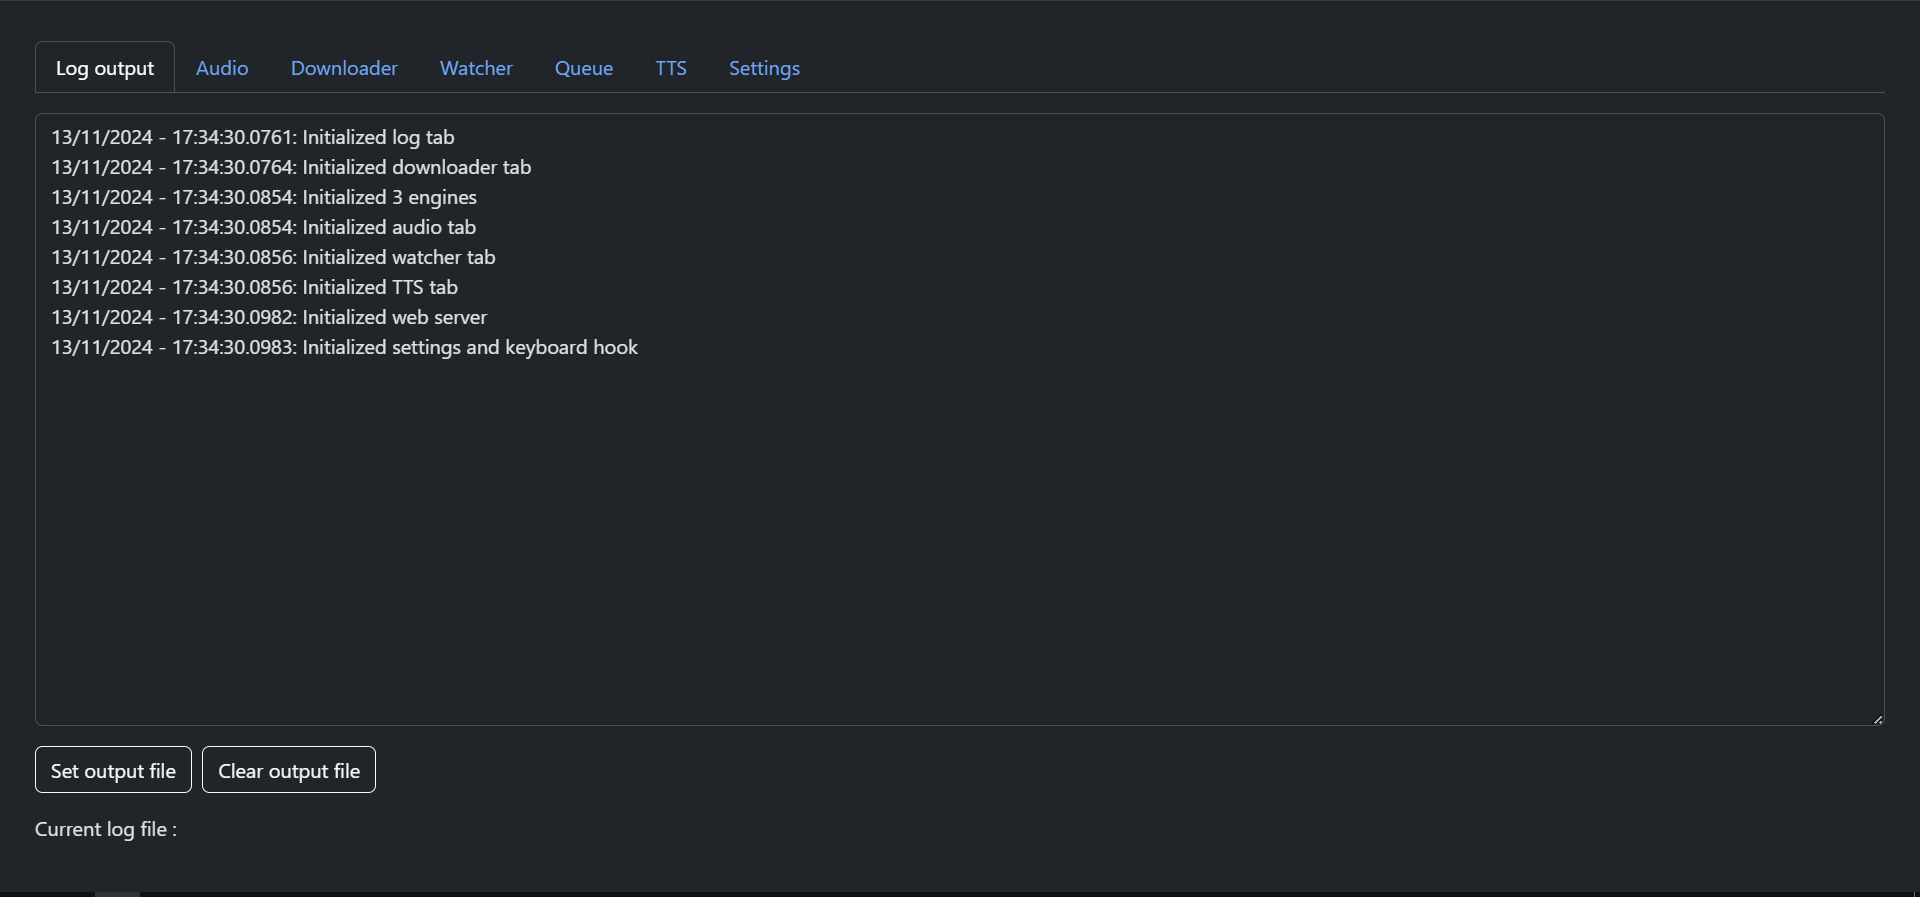 Log output Audio Downloader Watcher Queue TTS Settings
13/11/2024 - 17:34:30.0761: Initialized log tab
13/11/2024 - 17:34:30.0764: Initialized downloader tab
13/11/2024 - 17:34:30.0854: Initialized 3 engines
13/11/2024 - 17:34:30.0854: Initialized audio tab
13/11/2024 - 17:34:30.0856: Initialized watcher tab
13/11/2024 - 17:34:30.0856: Initialized TTS tab
13/11/2024 - 17:34:30.0982: Initialized web server
13/11/2024 - 17:34:30.0983: Initialized settings and keyboard hook
Set output file Clear output file
Current log file :